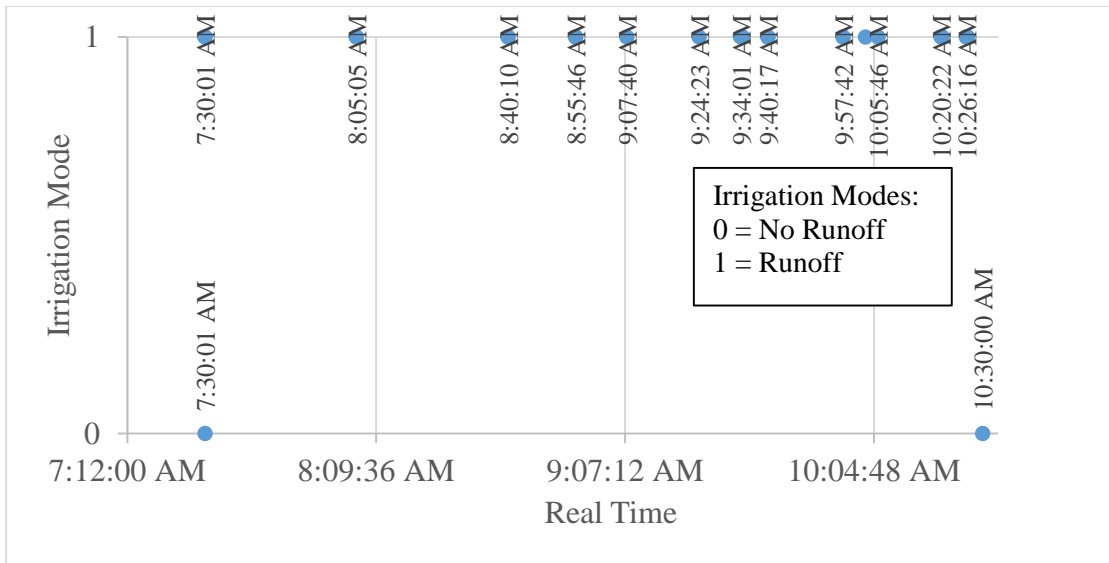 1
7:30:01 AM
8:05:05 AM
8:40:10 AM
8:55:46 AM
9:07:40 AM
9:24:23 AM
9:34:01 AM
9:40:17 AM
9:57:42 AM
10:05:46 AM
10:20:22 AM
10:26:16 AM
Irrigation Modes:
0 = No Runoff
1 = Runoff
Irrigation Mode
7:30:01 AM
10:30:00 AM
0
7:12:00 AM
8:09:36 AM
9:07:12 AM
10:04:48 AM
Real Time